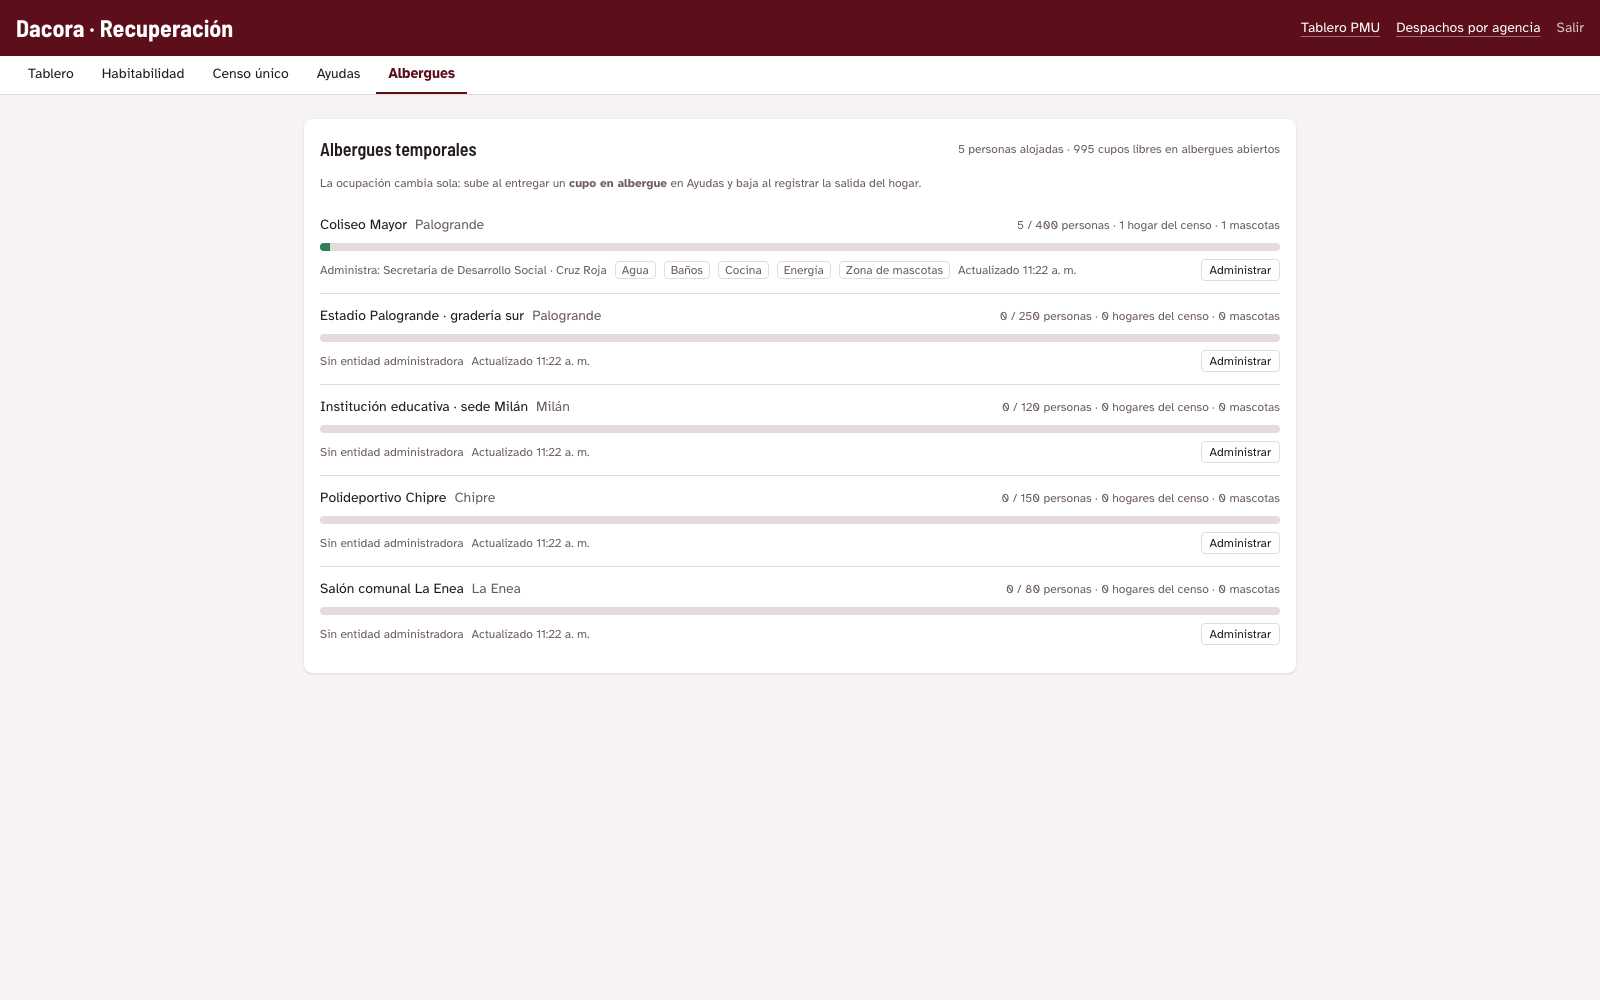 Dacora · Recuperación
Tablero PMU Despachos por agencia Salir
Tablero Habitabilidad Censo único Ayudas Albergues
Albergues temporales
5 personas alojadas · 995 cupos libres en albergues abiertos
La ocupación cambia sola: sube al entregar un cupo en albergue en Ayudas y baja al registrar la salida del hogar.
Coliseo Mayor Palogrande
5 / 400 personas · 1 hogar del censo · 1 mascotas
Administra: Secretaría de Desarrollo Social · Cruz Roja Agua Baños Cocina Energía Zona de mascotas Actualizado 11:22 a. m. Administrar
Estadio Palogrande · gradería sur Palogrande
0 / 250 personas · 0 hogares del censo · 0 mascotas
Sin entidad administradora Actualizado 11:22 a. m. Administrar
Institución educativa · sede Milán Milán
0 / 120 personas · 0 hogares del censo · 0 mascotas
Sin entidad administradora Actualizado 11:22 a. m. Administrar
Polideportivo Chipre Chipre
0 / 150 personas · 0 hogares del censo · 0 mascotas
Sin entidad administradora Actualizado 11:22 a. m. Administrar
Salón comunal La Enea La Enea
0 / 80 personas · 0 hogares del censo · 0 mascotas
Sin entidad administradora Actualizado 11:22 a. m. Administrar